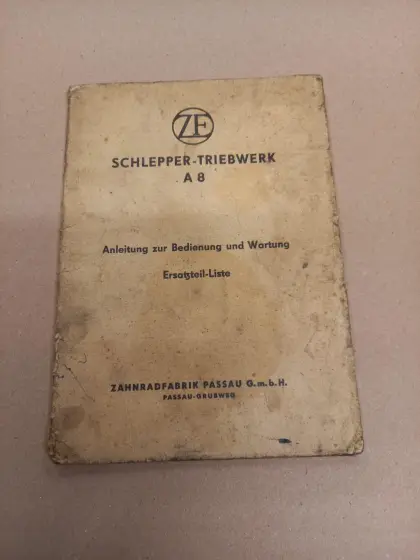 ZF
SCHLEPPER-TRIEBWERK
A 8
Anleitung zur Bedienung und Wartung
Ersatzteil-Liste
ZAHNRADFABRIK PASSAU G.m.b.H.
PASSAU-GRUBWEG